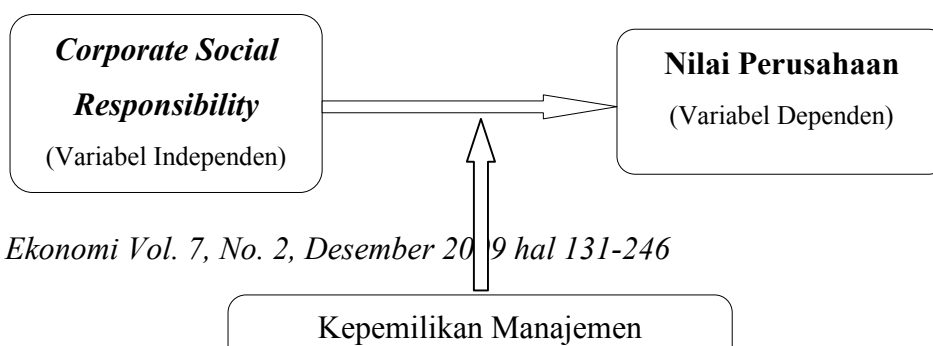 Corporate Social
Responsibility
(Variabel Independen)
Nilai Perusahaan
(Variabel Dependen)
Ekonomi Vol. 7, No. 2, Desember 2009 hal 131-246
Kepemilikan Manajemen